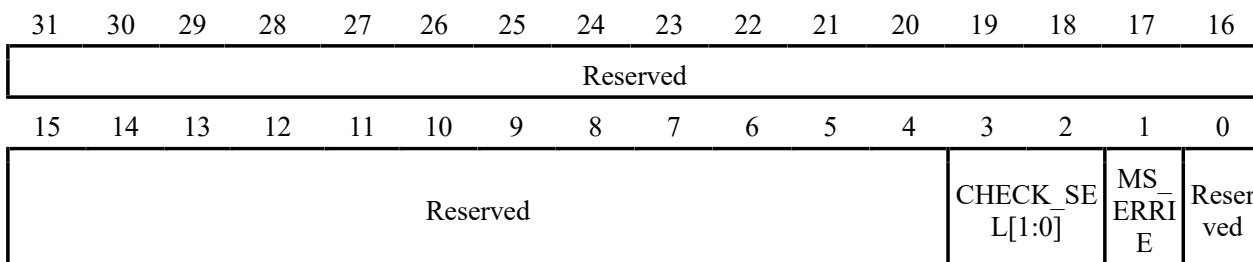 31 30 29 28 27 26 25 24 23 22 21 20 19 18 17 16
Reserved
15 14 13 12 11 10 9 8 7 6 5 4 3 2 1 0
Reserved
CHECK_SE
L[1:0]
MS_
ERRI
E
Reser
ved